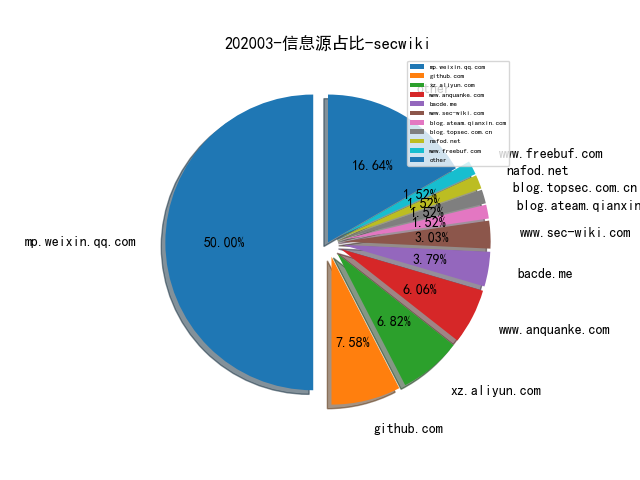 202003-信息源占比-secwiki
mp.weixin.qq.com
github.com
xz.aliyun.com
www.anquanke.com
bacde.me
www.sec-wiki.com
blog.ateam.qianxin.com
blog.topsec.com.cn
nafod.net
www.freebuf.com
other
other
16.64%
www.freebuf.com
nafod.net
blog.topsec.com.cn
blog.ateam.qianxin
www.sec-wiki.com
bacde.me
www.anquanke.com
xz.aliyun.com
github.com
mp.weixin.qq.com
50.00%
1.52%
1.52%
1.52%
1.52%
3.03%
3.79%
6.06%
6.82%
7.58%